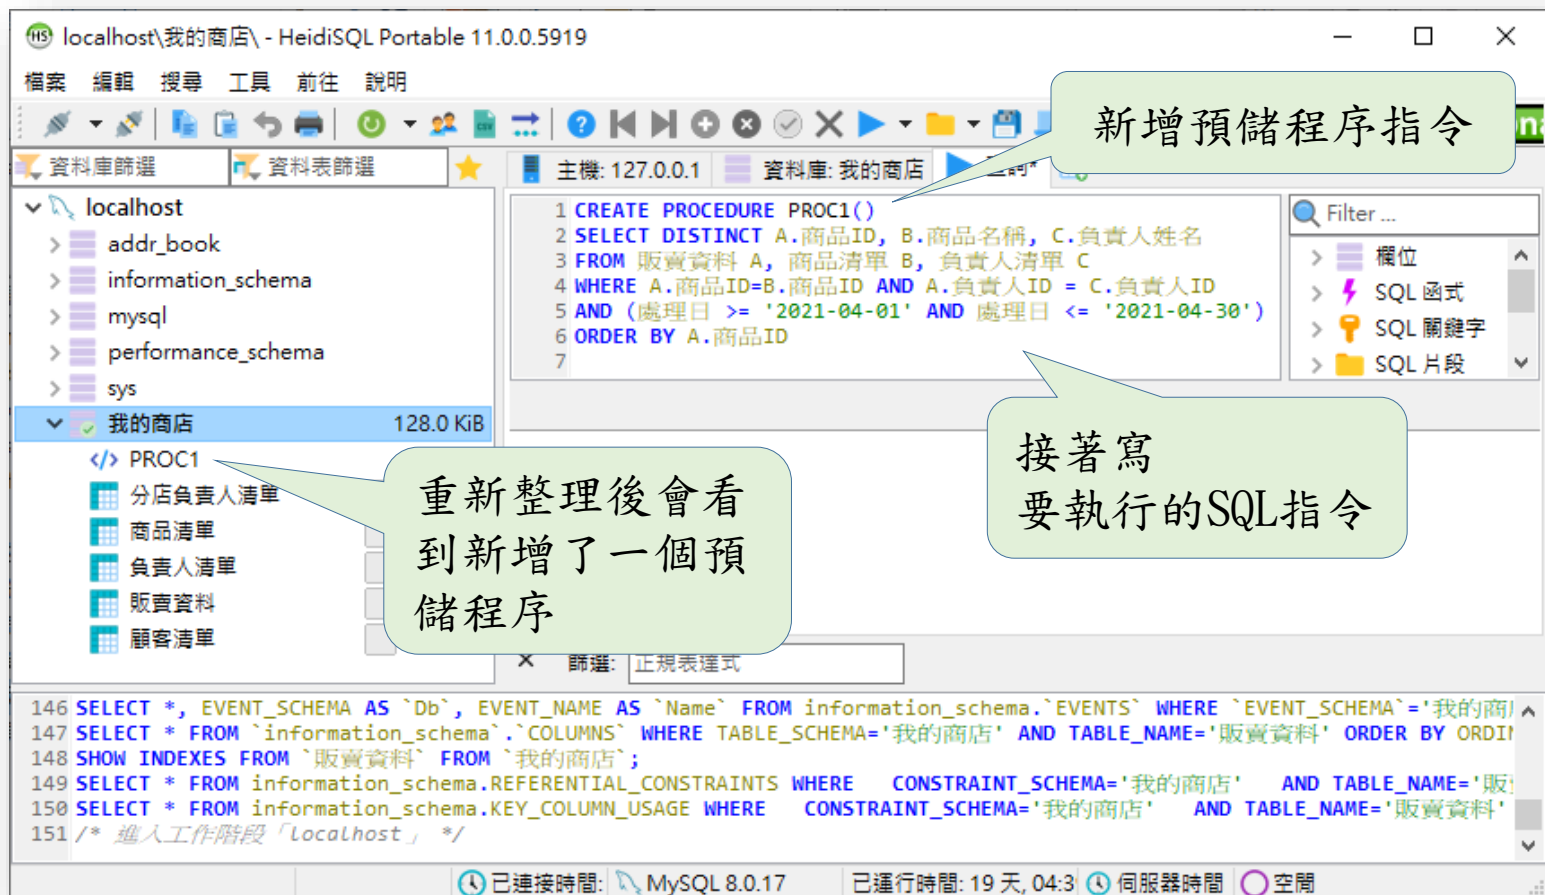 localhost\我的商店\ - HeidiSQL Portable 11.0.0.5919
檔案 編輯 搜尋 工具 前往 說明
新增預儲程序指令
資料庫篩選 資料表篩選
主機: 127.0.0.1 資料庫: 我的商店
localhost
addr_book
information_schema
mysql
performance_schema
sys
我的商店 128.0 KiB
PROC1
分店負責人清單
商品清單
負責人清單
販賣資料
顧客清單
1 CREATE PROCEDURE PROC1()
2 SELECT DISTINCT A.商品ID, B.商品名稱, C.負責人姓名
3 FROM 販賣資料 A, 商品清單 B, 負責人清單 C
4 WHERE A.商品ID=B.商品ID AND A.負責人ID = C.負責人ID
5 AND (處理日 >= '2021-04-01' AND 處理日 <= '2021-04-30')
6 ORDER BY A.商品ID
7
Filter ...
欄位
SQL 函式
SQL 關鍵字
SQL 片段
接著寫
要執行的SQL指令
重新整理後會看
到新增了一個預
儲程序
篩選: 正規表達式
146 SELECT *, EVENT_SCHEMA AS `Db`, EVENT_NAME AS `Name` FROM information_schema.`EVENTS` WHERE `EVENT_SCHEMA`='我的商
147 SELECT * FROM `information_schema`.`COLUMNS` WHERE TABLE_SCHEMA='我的商店' AND TABLE_NAME='販賣資料' ORDER BY ORDI
148 SHOW INDEXES FROM `販賣資料` FROM `我的商店`;
149 SELECT * FROM information_schema.REFERENTIAL_CONSTRAINTS WHERE CONSTRAINT_SCHEMA='我的商店' AND TABLE_NAME='販
150 SELECT * FROM information_schema.KEY_COLUMN_USAGE WHERE CONSTRAINT_SCHEMA='我的商店' AND TABLE_NAME='販賣資料'
151 /* 進入工作階段「localhost」 */
已連接時間: MySQL 8.0.17 已運行時間: 19 天, 04:3 伺服器時間 空閒